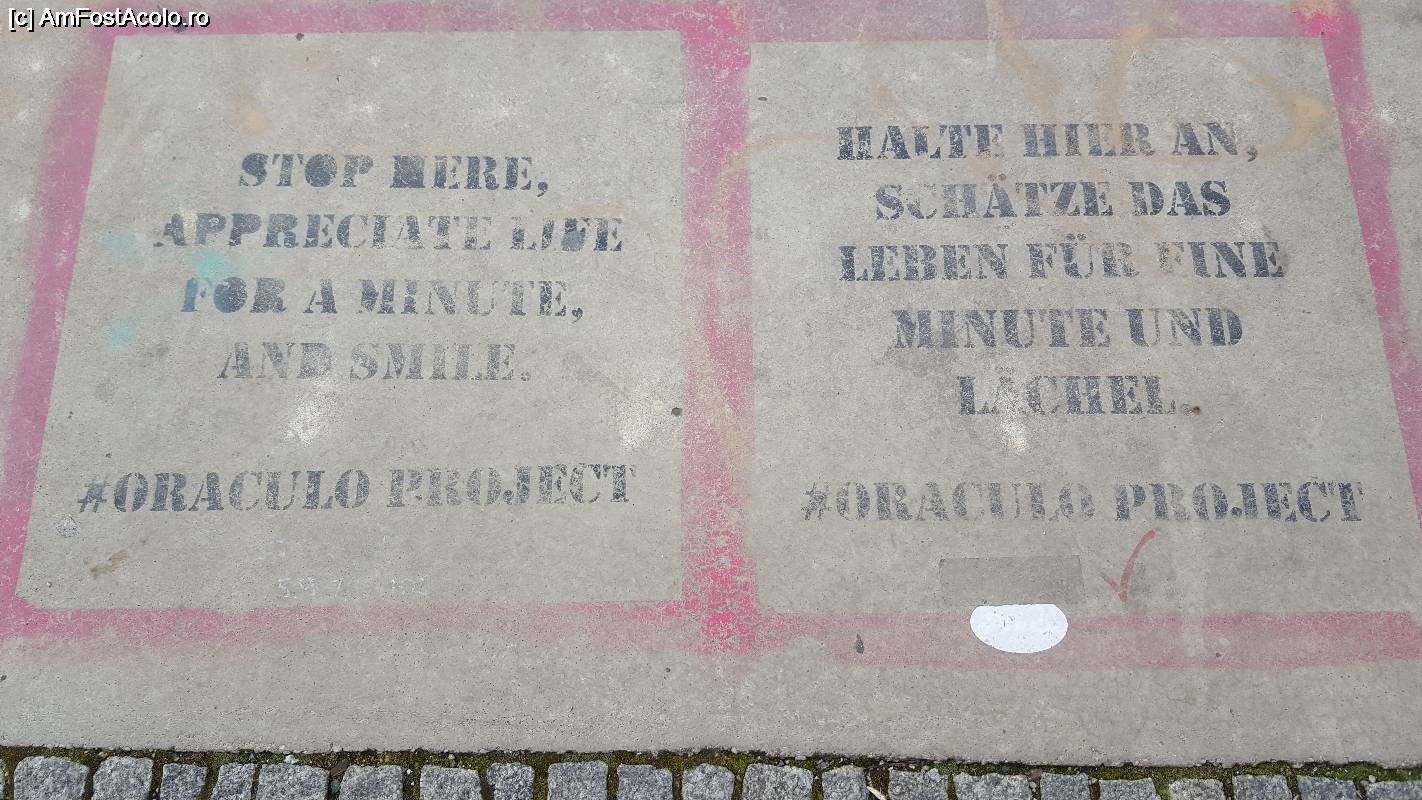 [c] AmFostAcolo.ro
STOP HERE,
APPRECIATE LIFE
FOR A MINUTE,
AND SMILE.
#ORACULO PROJECT
HALTE HIER AN,
SCHÄTZE DAS
LEBEN FÜR EINE
MINUTE UND
LÄCHEL.
#ORACULO PROJECT